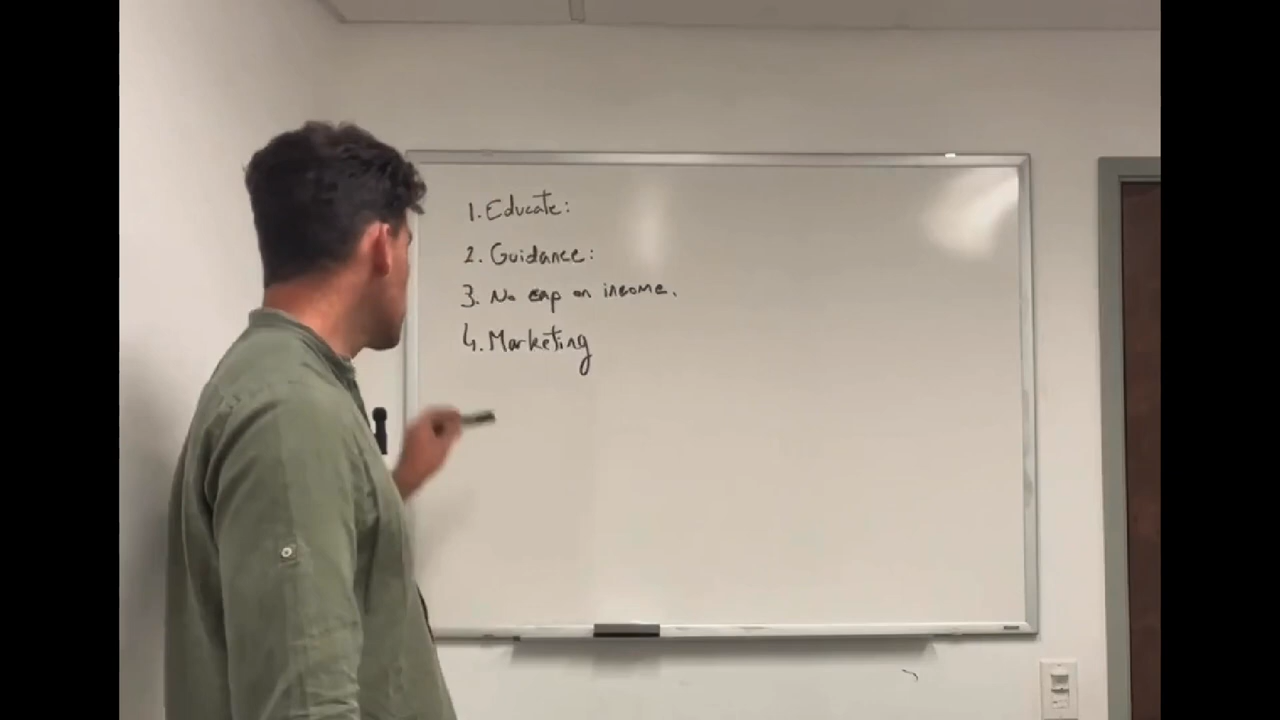 1. Educate:
2. Guidance:
3. No cap on income.
4. Marketing